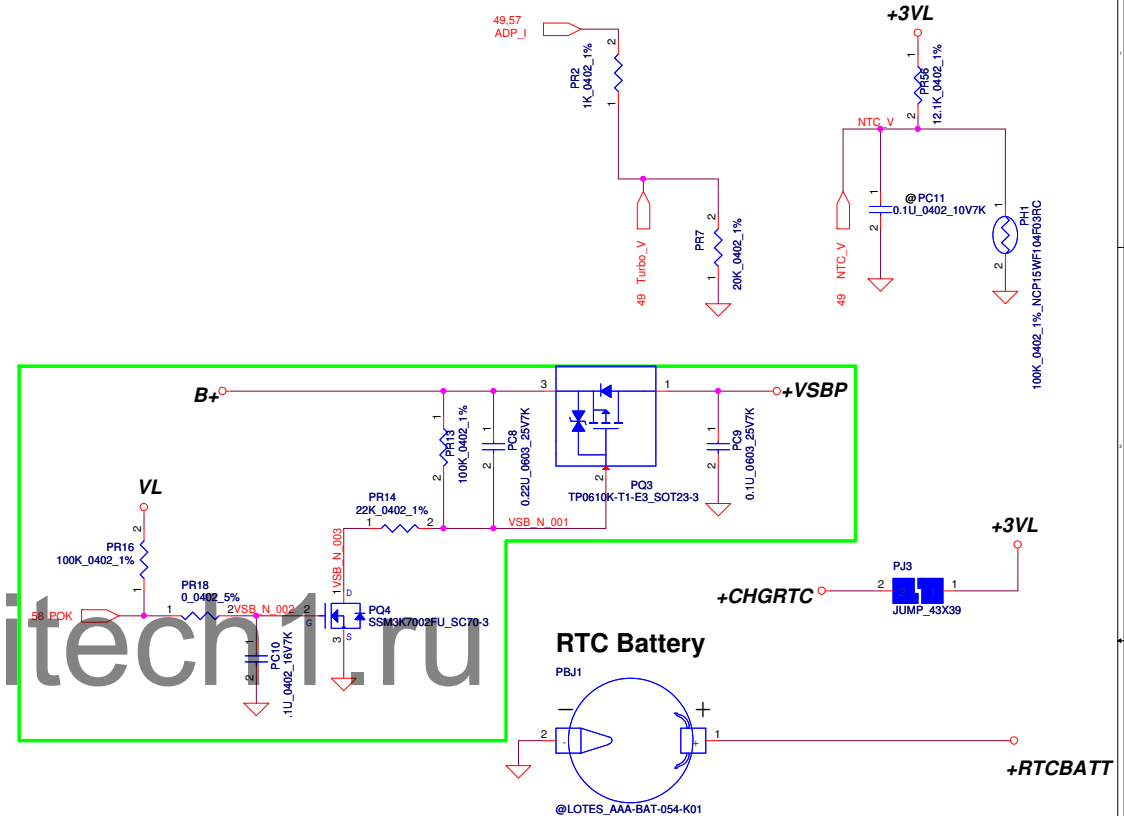 49,57
ADP_I
2
PR2
1K_0402_1%
1
+3VL
1
PR56
12.1K_0402_1%
2
NTC_V
1
@ PC11
0.1U_0402_10V7K
2
1
PH1
2
100K_0402_1%_NCP15WF104F03RC
49 NTC_V
49 Turbo_V
2
PR7
20K_0402_1%
1
B+
3
1
+VSBP
1
PR13
100K_0402_1%
2
1
PC8
0.22U_0603_25V7K
2
2
PQ3
TP0610K-T1-E3_SOT23-3
1
PC9
0.1U_0603_25V7K
2
VL
2
PR16
100K_0402_1%
1
PR14
22K_0402_1%
1
2
VSB_N_001
VSB_N_003
58 POK
PR18
0_0402_5%
1
2
VSB_N_002
2
G
1
D
PQ4
SSM3K7002FU_SC70-3
3
S
1
PC10
.1U_0402_16V7K
2
itech1.ru
+3VL
+CHGRTC
2
PJ3
2
1
1
JUMP_43X39
RTC Battery
PBJ1
−
+
2
-
+
1
+RTCBATT
@LOTES_AAA-BAT-054-K01